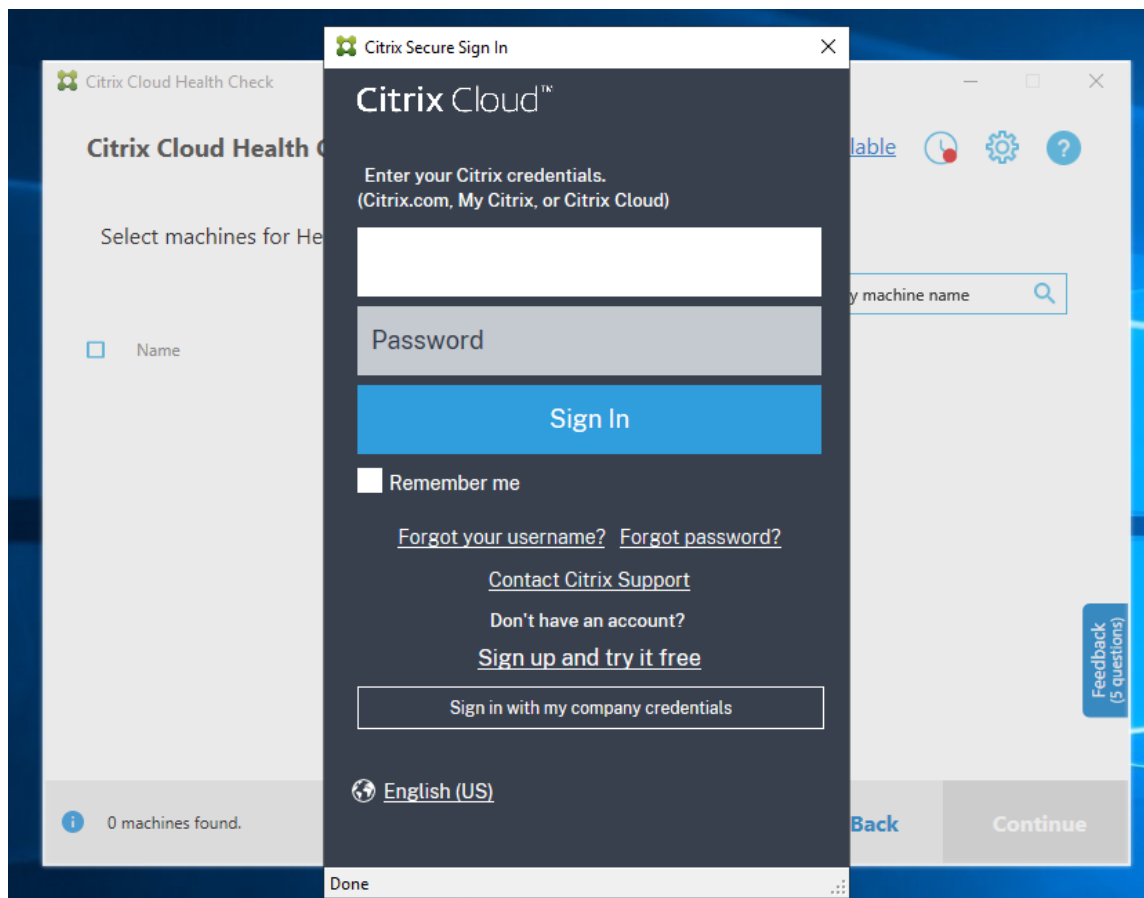 Citrix Secure Sign In
Citrix Cloud Health Check
Citrix Cloud™
Citrix Cloud Health
lable
?
Enter your Citrix credentials.
(Citrix.com, My Citrix, or Citrix Cloud)
Select machines for He
y machine name
Password
Name
Sign In
Remember me
Forgot your username? Forgot password?
Contact Citrix Support
Don't have an account?
Sign up and try it free
Feedback
(5 questions)
Sign in with my company credentials
English (US)
0 machines found.
Back
Continue
Done